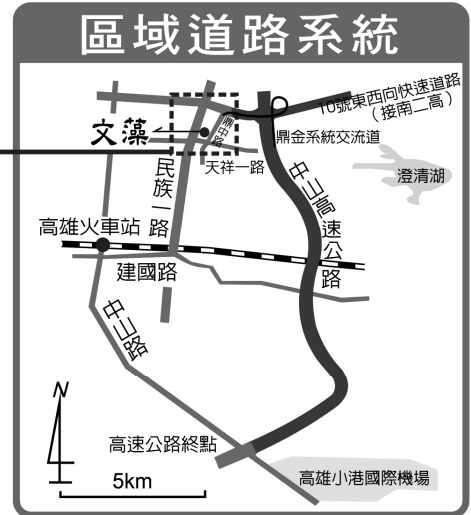 區域道路系統
10號東西向快速道路
（接南二高）
鼎中路
文藻
鼎金系統交流道
天祥一路
澄清湖
民族一路
中山高速公路
高雄火車站
建國路
中山路
N
高速公路終點
5km
高雄小港國際機場